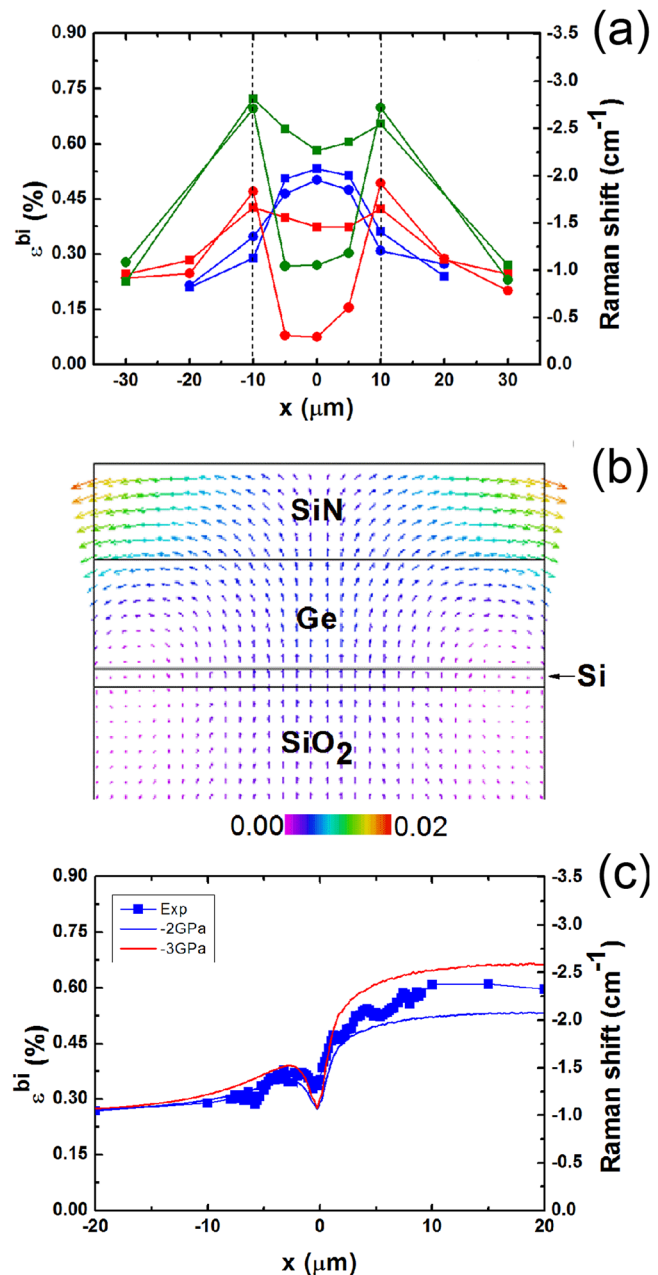 (a)
0.90
0.75
0.60
0.45
0.30
0.15
0.00
ε^bi (%)
-3.5
-3.0
-2.5
-2.0
-1.5
-1.0
-0.5
0.0
Raman shift (cm^-1)
-30 -20 -10 0 10 20 30
x (μm)
(b)
SiN
Ge
Si
SiO2
0.00 0.02
(c)
0.90
0.75
0.60
0.45
0.30
0.15
0.00
ε^bi (%)
Exp
-2GPa
-3GPa
-3.5
-3.0
-2.5
-2.0
-1.5
-1.0
-0.5
0.0
Raman shift (cm^-1)
-20 -10 0 10 20
x (μm)